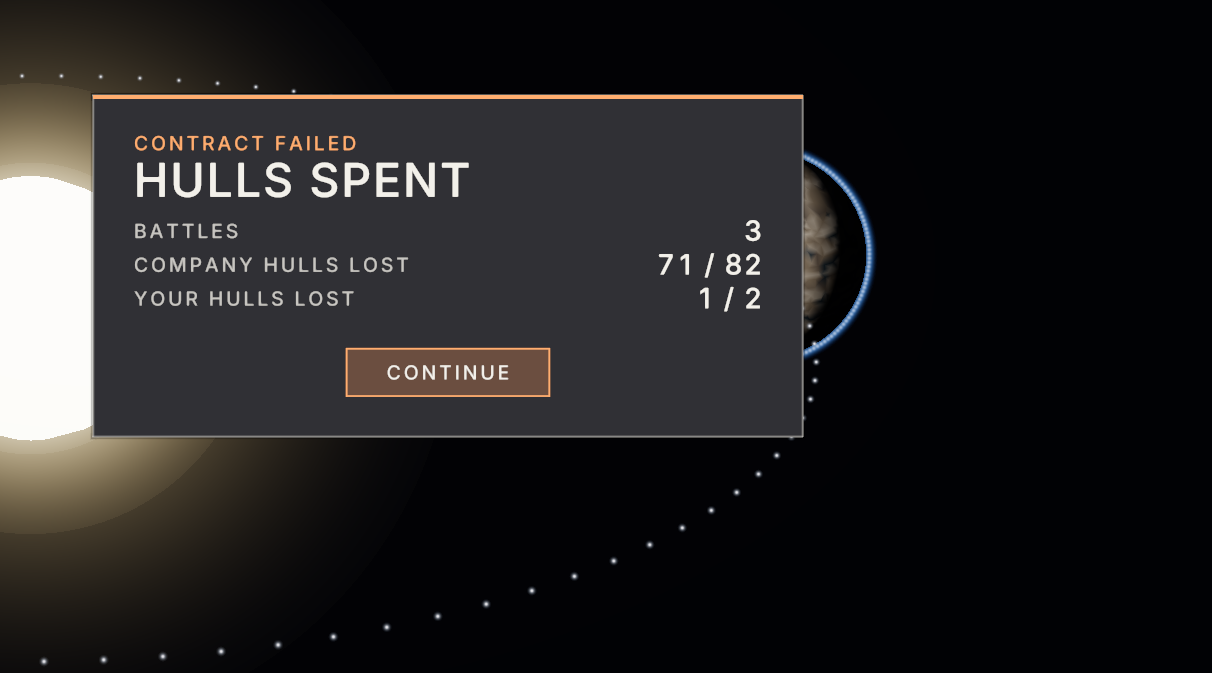 CONTRACT FAILED
HULLS SPENT
BATTLES 3
COMPANY HULLS LOST 71 / 82
YOUR HULLS LOST 1 / 2
CONTINUE